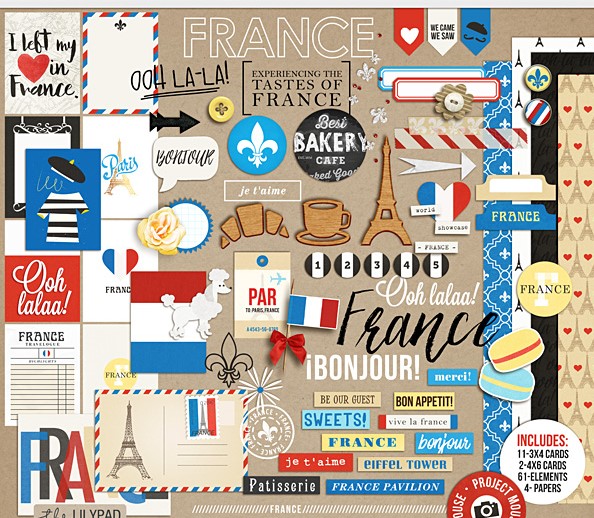 FRANCE
WE CAME
WE SAW
I left my
in
France.
OOH LA-LA!
EXPERIENCING THE
TASTES OF
FRANCE
Best
BAKERY
CAFE
BONJOUR
Paris
je t'aime
world
showcase
FRANCE
- FRANCE -
1 2 3 4 5
Ooh
lalaa!
FRANCE
PAR
TO PARIS, FRANCE
Ooh lalaa!
FRANCE
France
FRANCE
TRAVELOGUE
FRANCE
¡BONJOUR!
merci!
BE OUR GUEST
BON APPETIT!
SWEETS!
vive la france
FRANCE
bonjour
je t'aime
EIFFEL TOWER
Patisserie
FRANCE PAVILION
FRANCE
FRANCE
FRA
the LILYPAD
INCLUDES:
11-3X4 CARDS
2-4X6 CARDS
61-ELEMENTS
4- PAPERS
PROJECT MOU
OUSE